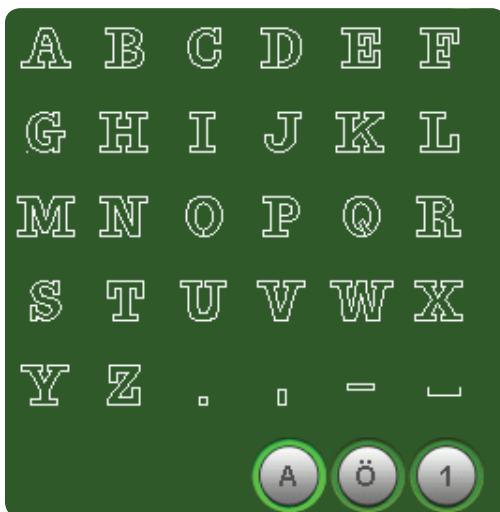 A B C D E F
G H I J K L
M N O P Q R
S T U V W X
Y Z . , - ⎵
A Ö 1